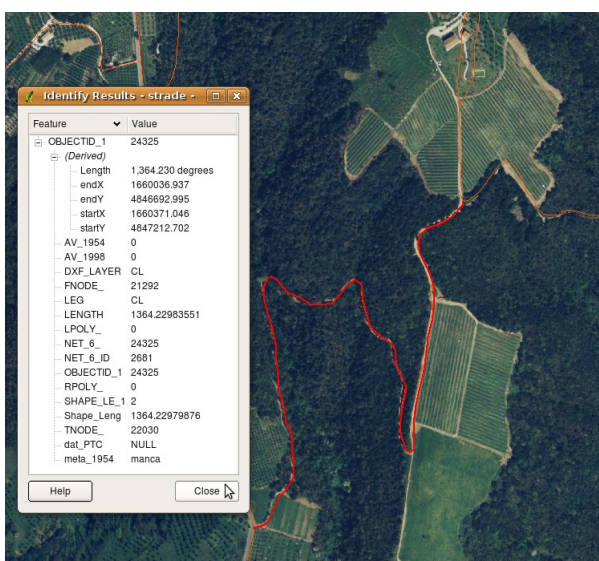 Identify Results - strade -
Feature Value
OBJECTID_1 24325
(Derived)
Length 1,364.230 degrees
endX 1660036.937
endY 4846692.995
startX 1660371.046
startY 4847212.702
AV_1954 0
AV_1998 0
DXF_LAYER CL
FNODE_ 21292
LEG CL
LENGTH 1364.22983551
LPOLY_ 0
NET_6_ 24325
NET_6_ID 2681
OBJECTID_1 24325
RPOLY_ 0
SHAPE_LE_1 2
Shape_Leng 1364.22979876
TNODE_ 22030
dat_PTC NULL
meta_1954 manca
Help Close